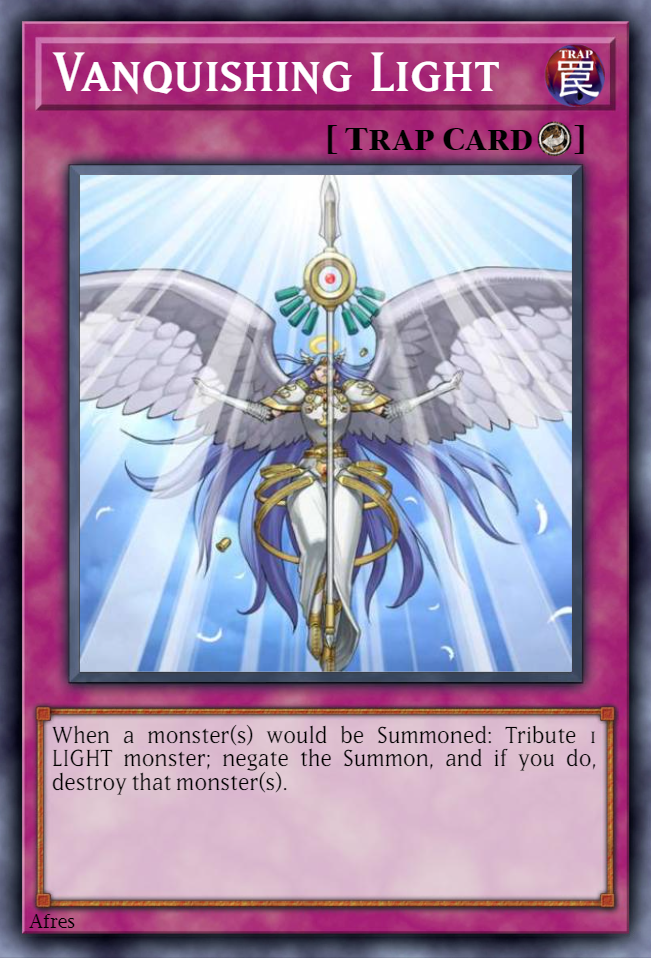 Vanquishing Light
TRAP
罠
[ Trap Card ]
When a monster(s) would be Summoned: Tribute 1
LIGHT monster; negate the Summon, and if you do,
destroy that monster(s).
Afres